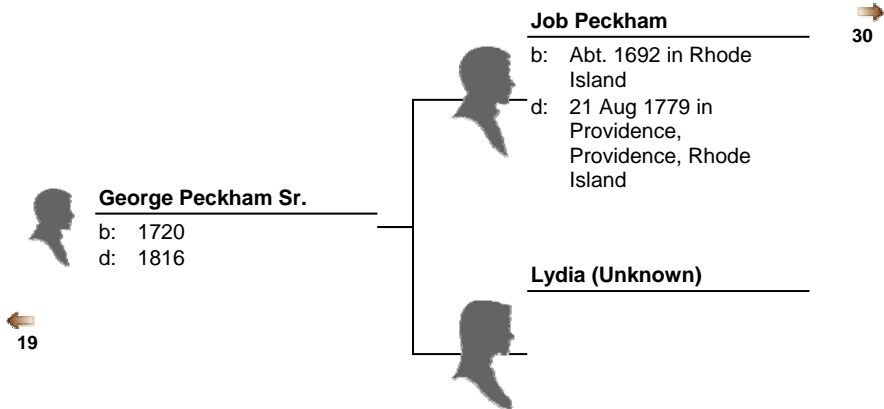 Job Peckham
b: Abt. 1692 in Rhode
Island
d: 21 Aug 1779 in
Providence,
Providence, Rhode
Island
30
George Peckham Sr.
b: 1720
d: 1816
Lydia (Unknown)
19